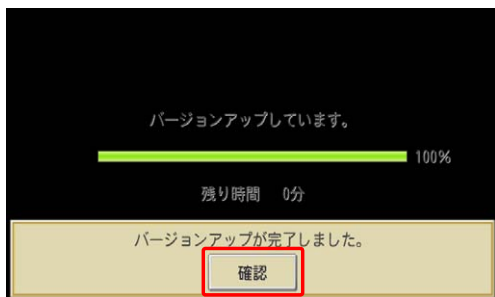 バージョンアップしています。
100%
残り時間 0分
バージョンアップが完了しました。
確認